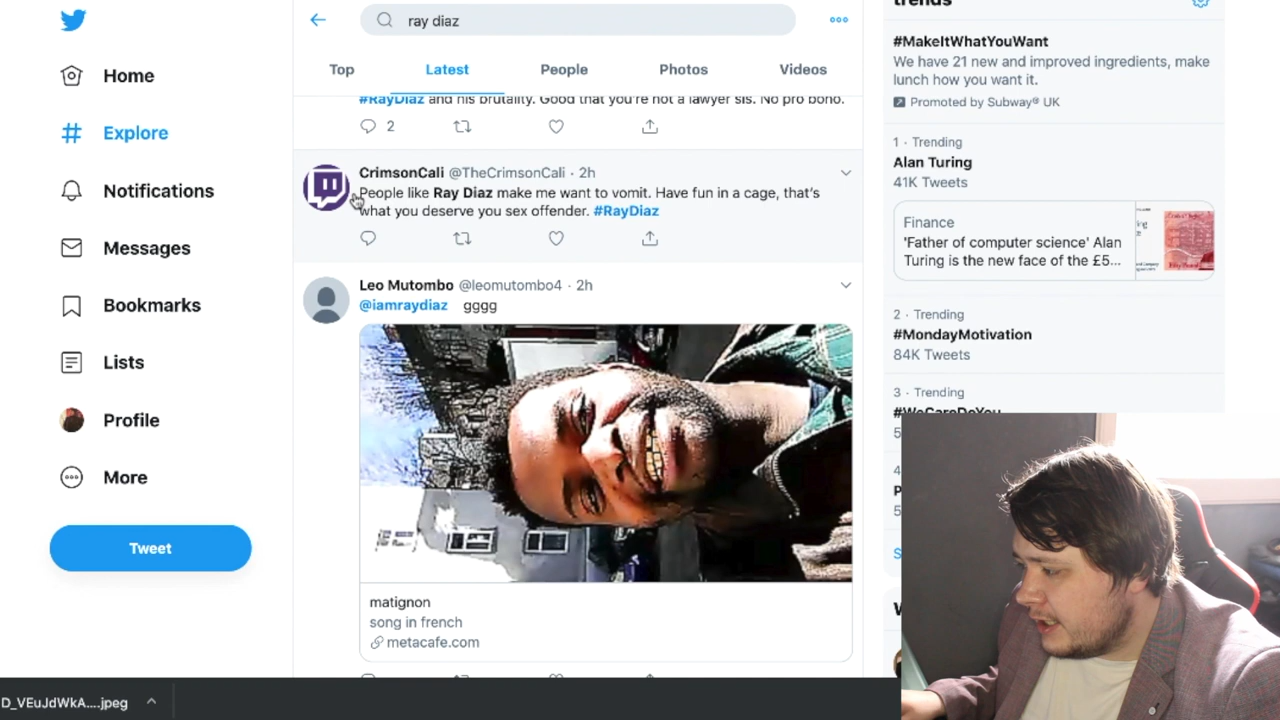 ray diaz
Top
Latest
People
Photos
Videos
Home
Explore
Notifications
Messages
Bookmarks
Lists
Profile
More
Tweet
#RayDiaz and his brutality. Good that you're not a lawyer sis. No pro bono.
2
CrimsonCali @TheCrimsonCali · 2h
People like Ray Diaz make me want to vomit. Have fun in a cage, that's
what you deserve you sex offender. #RayDiaz
Leo Mutombo @leomutombo4 · 2h
@iamraydiaz gggg
matignon
song in french
metacafe.com
trends
#MakeItWhatYouWant
We have 21 new and improved ingredients, make
lunch how you want it.
Promoted by Subway® UK
1 · Trending
Alan Turing
41K Tweets
Finance
'Father of computer science' Alan
Turing is the new face of the £5...
2 · Trending
#MondayMotivation
84K Tweets
3 · Trending
#WeCareDoYou
D_VEuJdWkA....jpeg